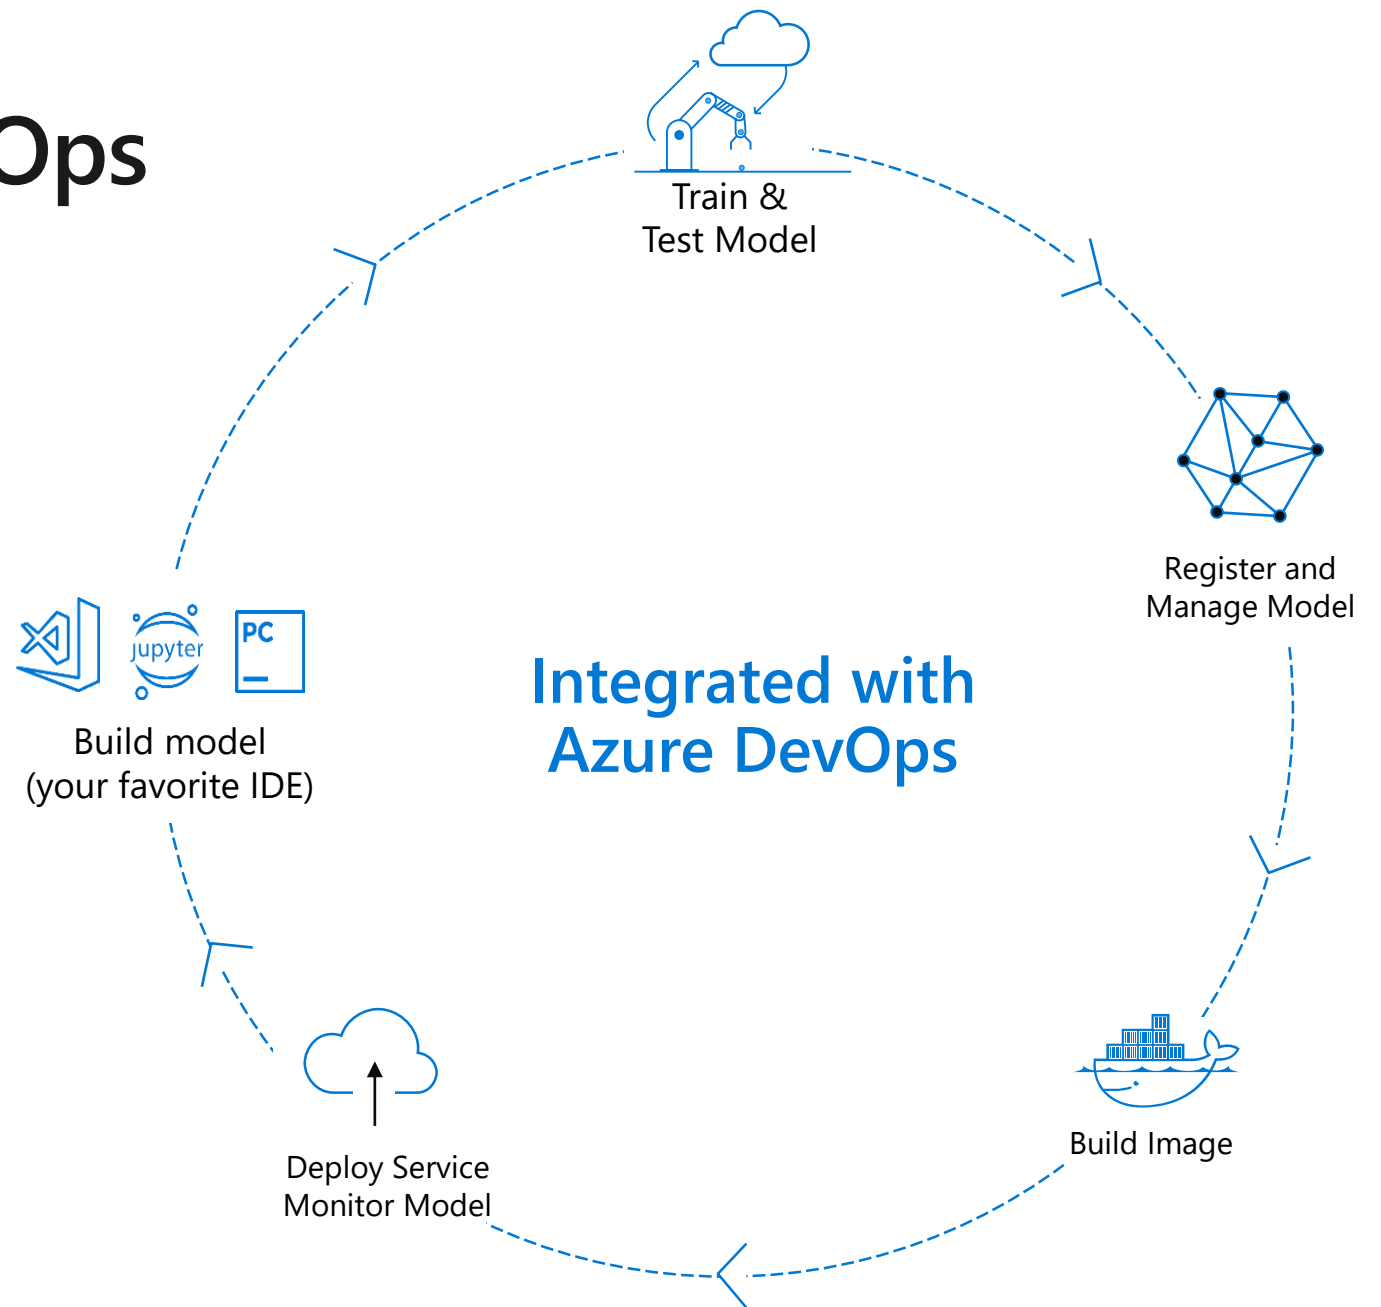 Ops
Train &
Test Model
Register and
Manage Model
jupyter
PC
Integrated with
Azure DevOps
Build model
(your favorite IDE)
Build Image
Deploy Service
Monitor Model